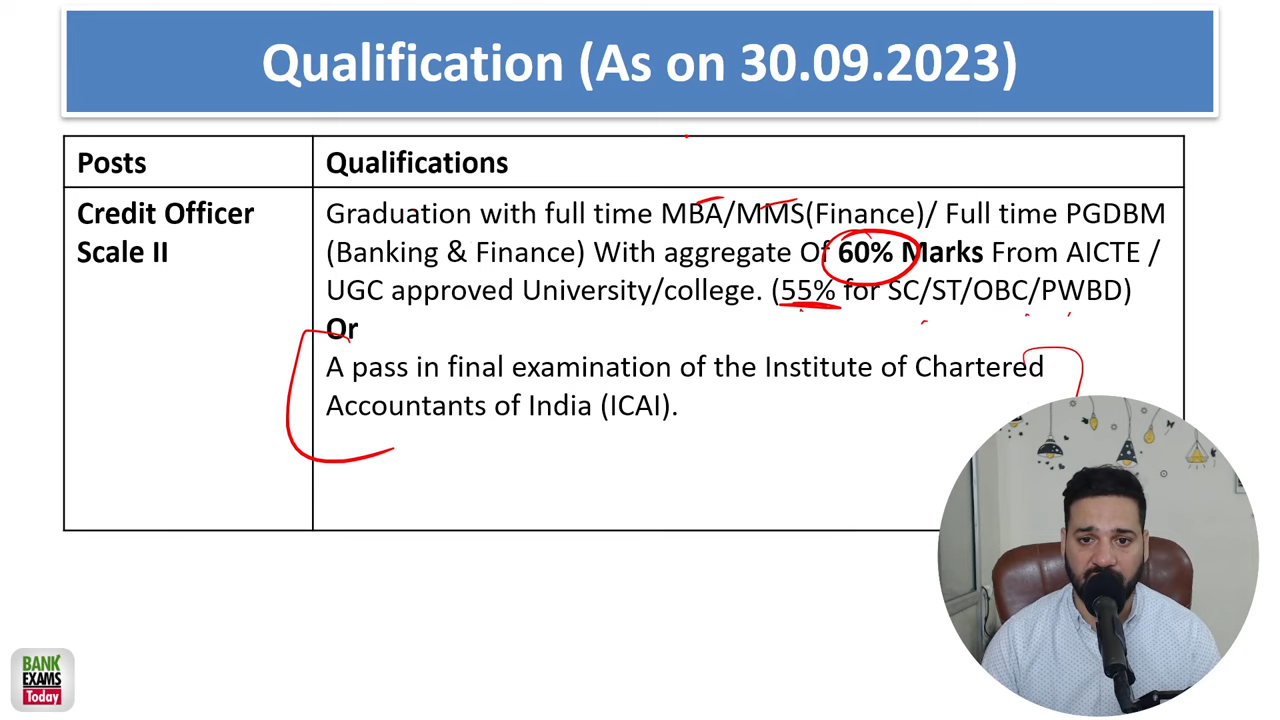 Qualification (As on 30.09.2023)
Posts
Qualifications
Credit Officer
Scale II
Graduation with full time MBA/MMS(Finance)/ Full time PGDBM
(Banking & Finance) With aggregate Of 60% Marks From AICTE /
UGC approved University/college. (55% for SC/ST/OBC/PWBD)
Or
A pass in final examination of the Institute of Chartered
Accountants of India (ICAI).
BANK
EXAMS
Today